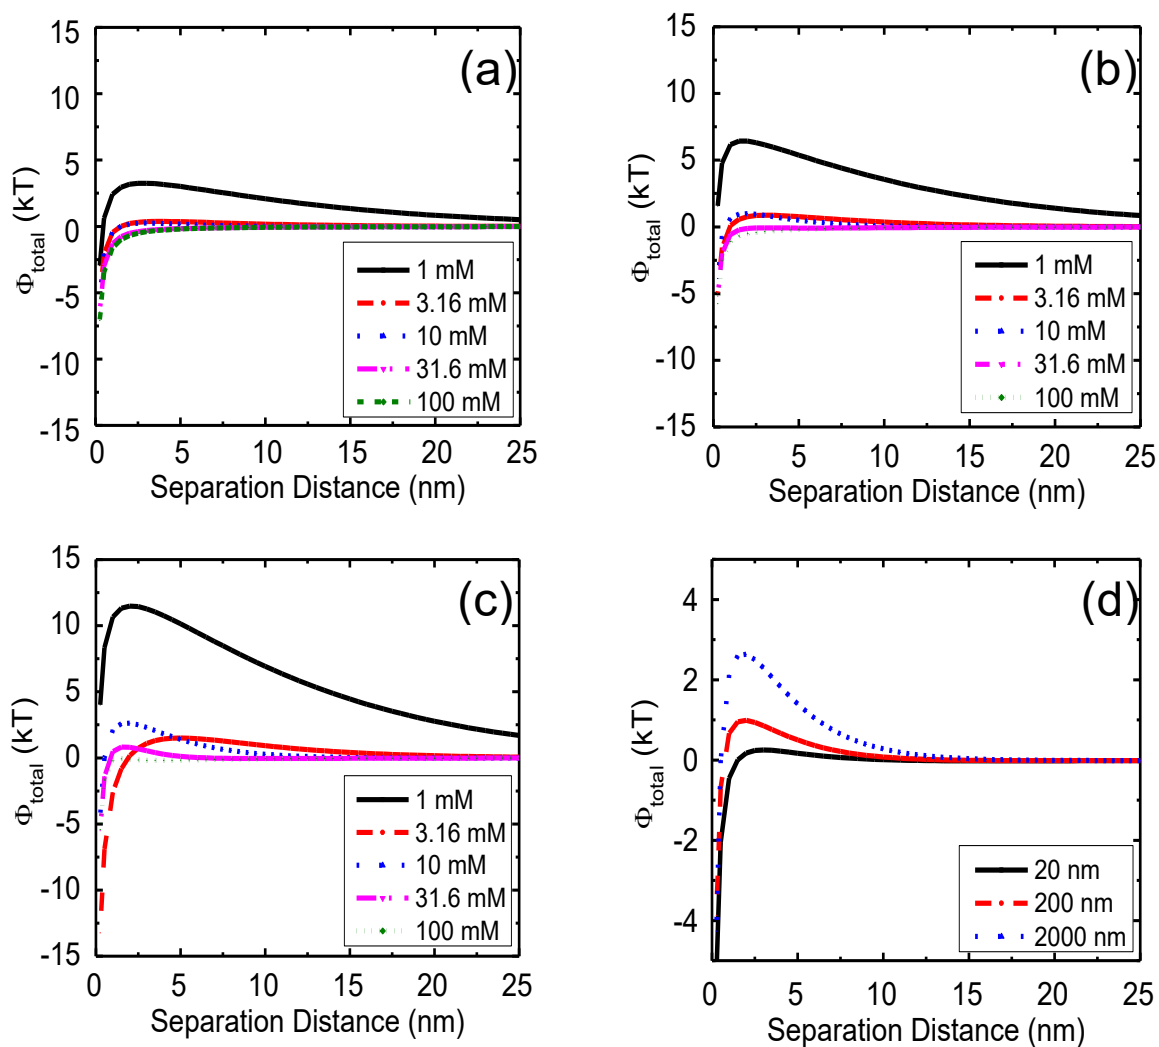 (a)
15
10
5
0
-5
-10
-15
Φtotal (kT)
1 mM
3.16 mM
10 mM
31.6 mM
100 mM
0 5 10 15 20 25
Separation Distance (nm)
(b)
15
10
5
0
-5
-10
-15
Φtotal (kT)
1 mM
3.16 mM
10 mM
31.6 mM
100 mM
0 5 10 15 20 25
Separation Distance (nm)
(c)
15
10
5
0
-5
-10
-15
Φtotal (kT)
1 mM
3.16 mM
10 mM
31.6 mM
100 mM
0 5 10 15 20 25
Separation Distance (nm)
(d)
4
2
0
-2
-4
Φtotal (kT)
20 nm
200 nm
2000 nm
0 5 10 15 20 25
Separation Distance (nm)